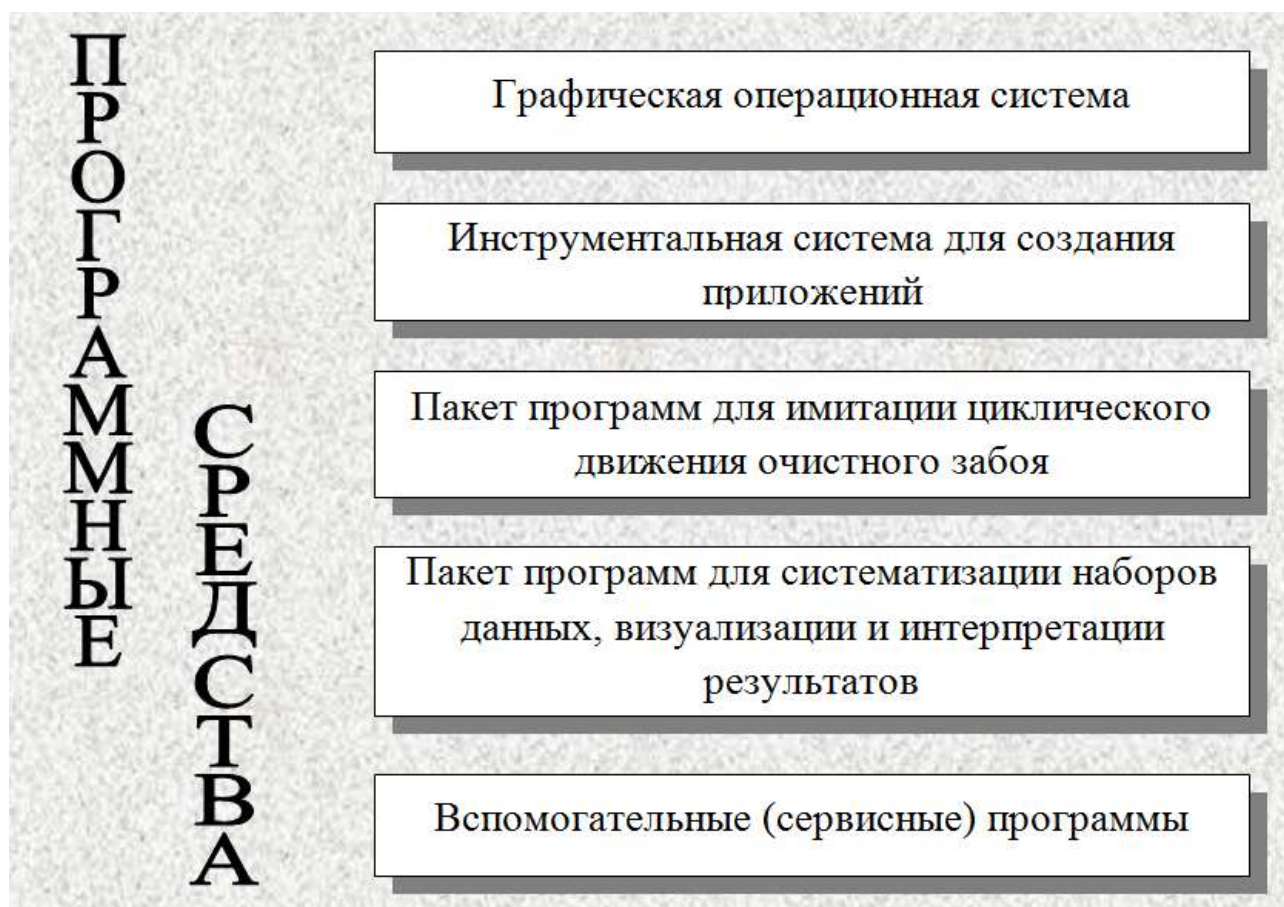 ПРОГРАММНЫЕ
СРЕДСТВА
Графическая операционная система
Инструментальная система для создания
приложений
Пакет программ для имитации циклического
движения очистного забоя
Пакет программ для систематизации наборов
данных, визуализации и интерпретации
результатов
Вспомогательные (сервисные) программы